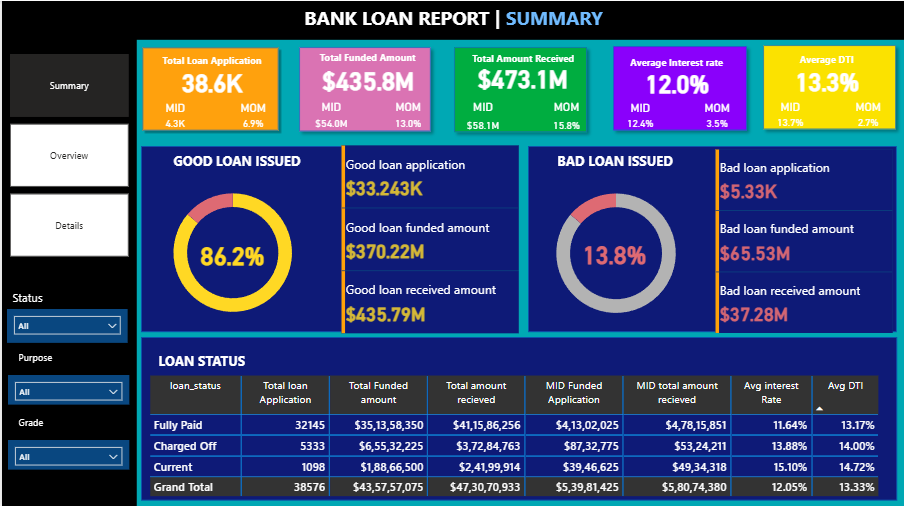 BANK LOAN REPORT | SUMMARY
Summary
Overview
Details
Status
All
Purpose
All
Grade
All
Total Loan Application
38.6K
MID MOM
4.3K 6.9%
Total Funded Amount
$435.8M
MID MOM
$54.0M 13.0%
Total Amount Received
$473.1M
MID MOM
$58.1M 15.8%
Average Interest rate
12.0%
MID MOM
12.4% 3.5%
Average DTI
13.3%
MID MOM
13.7% 2.7%
GOOD LOAN ISSUED
86.2%
Good loan application
$33.243K
Good loan funded amount
$370.22M
Good loan received amount
$435.79M
BAD LOAN ISSUED
13.8%
Bad loan application
$5.33K
Bad loan funded amount
$65.53M
Bad loan received amount
$37.28M
LOAN STATUS
loan_status Total loan Application Total Funded amount Total amount recieved MID Funded Application MID total amount recieved Avg interest Rate Avg DTI
Fully Paid 32145 $35,13,58,350 $41,15,86,256 $4,13,02,025 $4,78,15,851 11.64% 13.17%
Charged Off 5333 $6,55,32,225 $3,72,84,763 $87,32,775 $53,24,211 13.88% 14.00%
Current 1098 $1,88,66,500 $2,41,99,914 $39,46,625 $49,34,318 15.10% 14.72%
Grand Total 38576 $43,57,57,075 $47,30,70,933 $5,39,81,425 $5,80,74,380 12.05% 13.33%